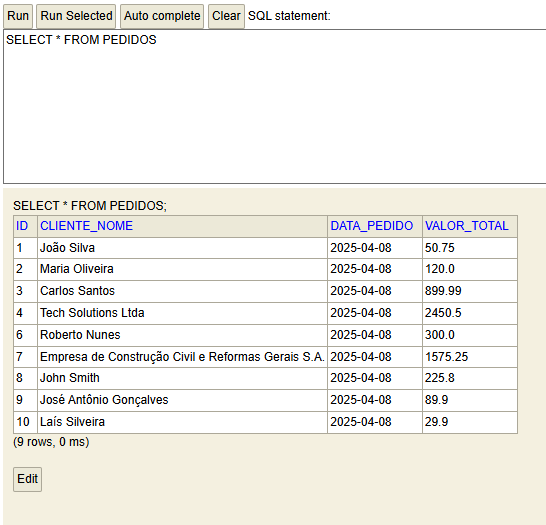 Run Run Selected Auto complete Clear SQL statement:
SELECT * FROM PEDIDOS
SELECT * FROM PEDIDOS;
ID CLIENTE_NOME DATA_PEDIDO VALOR_TOTAL
1 João Silva 2025-04-08 50.75
2 Maria Oliveira 2025-04-08 120.0
3 Carlos Santos 2025-04-08 899.99
4 Tech Solutions Ltda 2025-04-08 2450.5
6 Roberto Nunes 2025-04-08 300.0
7 Empresa de Construção Civil e Reformas Gerais S.A. 2025-04-08 1575.25
8 John Smith 2025-04-08 225.8
9 José Antônio Gonçalves 2025-04-08 89.9
10 Laís Silveira 2025-04-08 29.9
(9 rows, 0 ms)
Edit